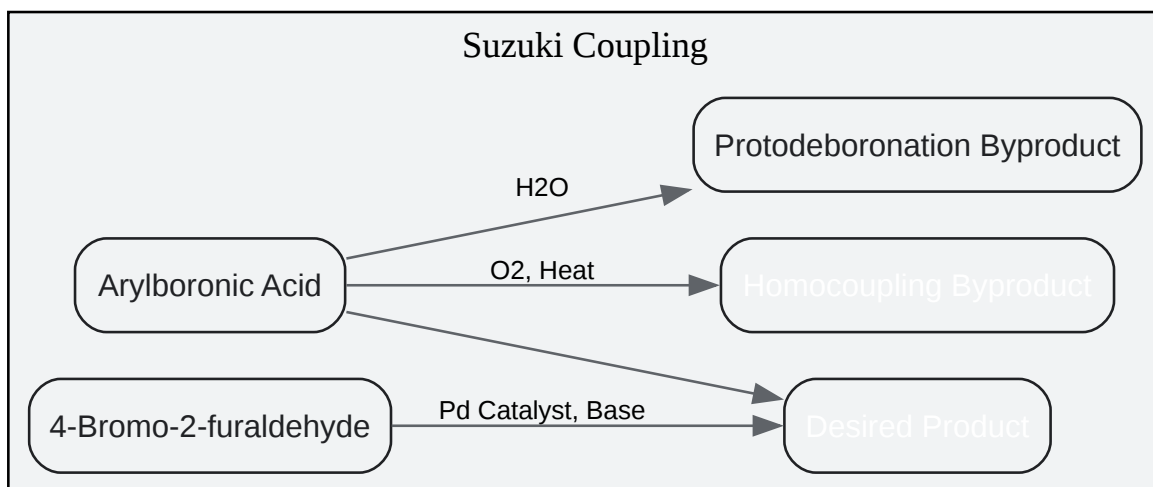 Suzuki Coupling
Protodeboronation Byproduct
H2O
Arylboronic Acid
O2, Heat
Homocoupling Byproduct
4-Bromo-2-furaldehyde
Pd Catalyst, Base
Desired Product